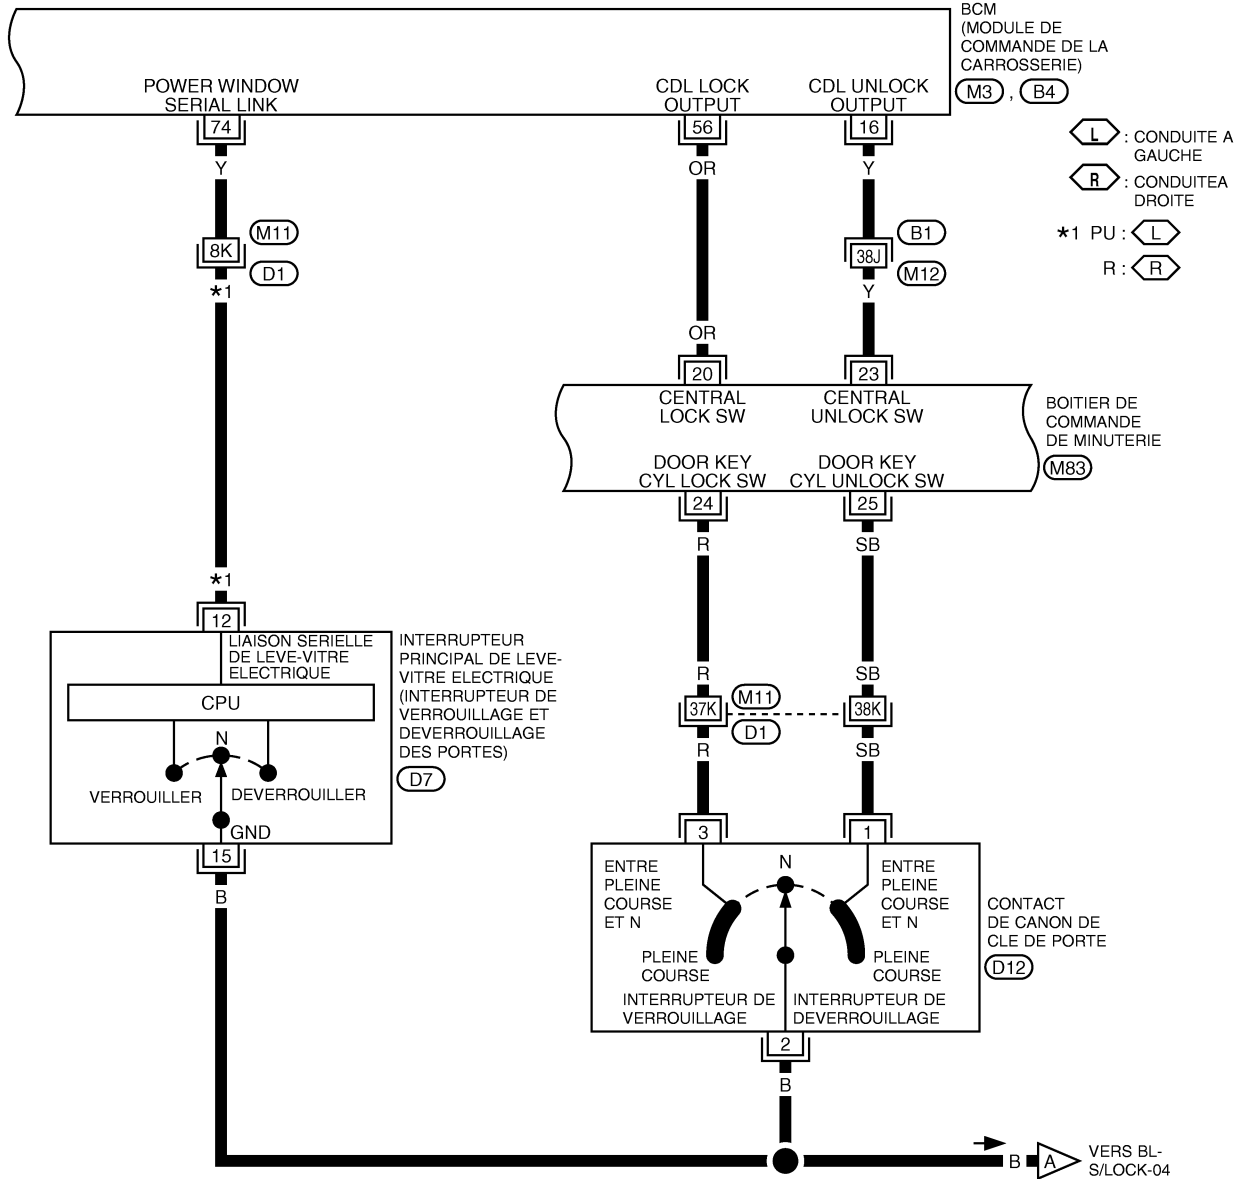 BCM
(MODULE DE
COMMANDE DE LA
CARROSSERIE)
M3 , B4
POWER WINDOW
SERIAL LINK
CDL LOCK
OUTPUT
CDL UNLOCK
OUTPUT
74
56
16
Y
OR
Y
L : CONDUITE A
GAUCHE
R : CONDUITEA
DROITE
*1 PU : L
R : R
8K
M11
D1
*1
38J
B1
M12
Y
OR
20
23
CENTRAL
LOCK SW
CENTRAL
UNLOCK SW
DOOR KEY
CYL LOCK SW
DOOR KEY
CYL UNLOCK SW
BOITIER DE
COMMANDE
DE MINUTERIE
M83
24
25
R
SB
*1
12
LIAISON SERIELLE
DE LEVE-VITRE
ELECTRIQUE
CPU
N
VERROUILLER
DEVERROUILLER
GND
15
B
INTERRUPTEUR
PRINCIPAL DE LEVE-
VITRE ELECTRIQUE
(INTERRUPTEUR DE
VERROUILLAGE ET
DEVERROUILLAGE
DES PORTES)
D7
R
SB
37K
M11
D1
38K
R
SB
3
1
ENTRE
PLEINE
COURSE
ET N
N
ENTRE
PLEINE
COURSE
ET N
PLEINE
COURSE
PLEINE
COURSE
INTERRUPTEUR DE
VERROUILLAGE
INTERRUPTEUR DE
DEVERROUILLAGE
CONTACT
DE CANON DE
CLE DE PORTE
D12
2
B
B
A
VERS BL-
S/LOCK-04